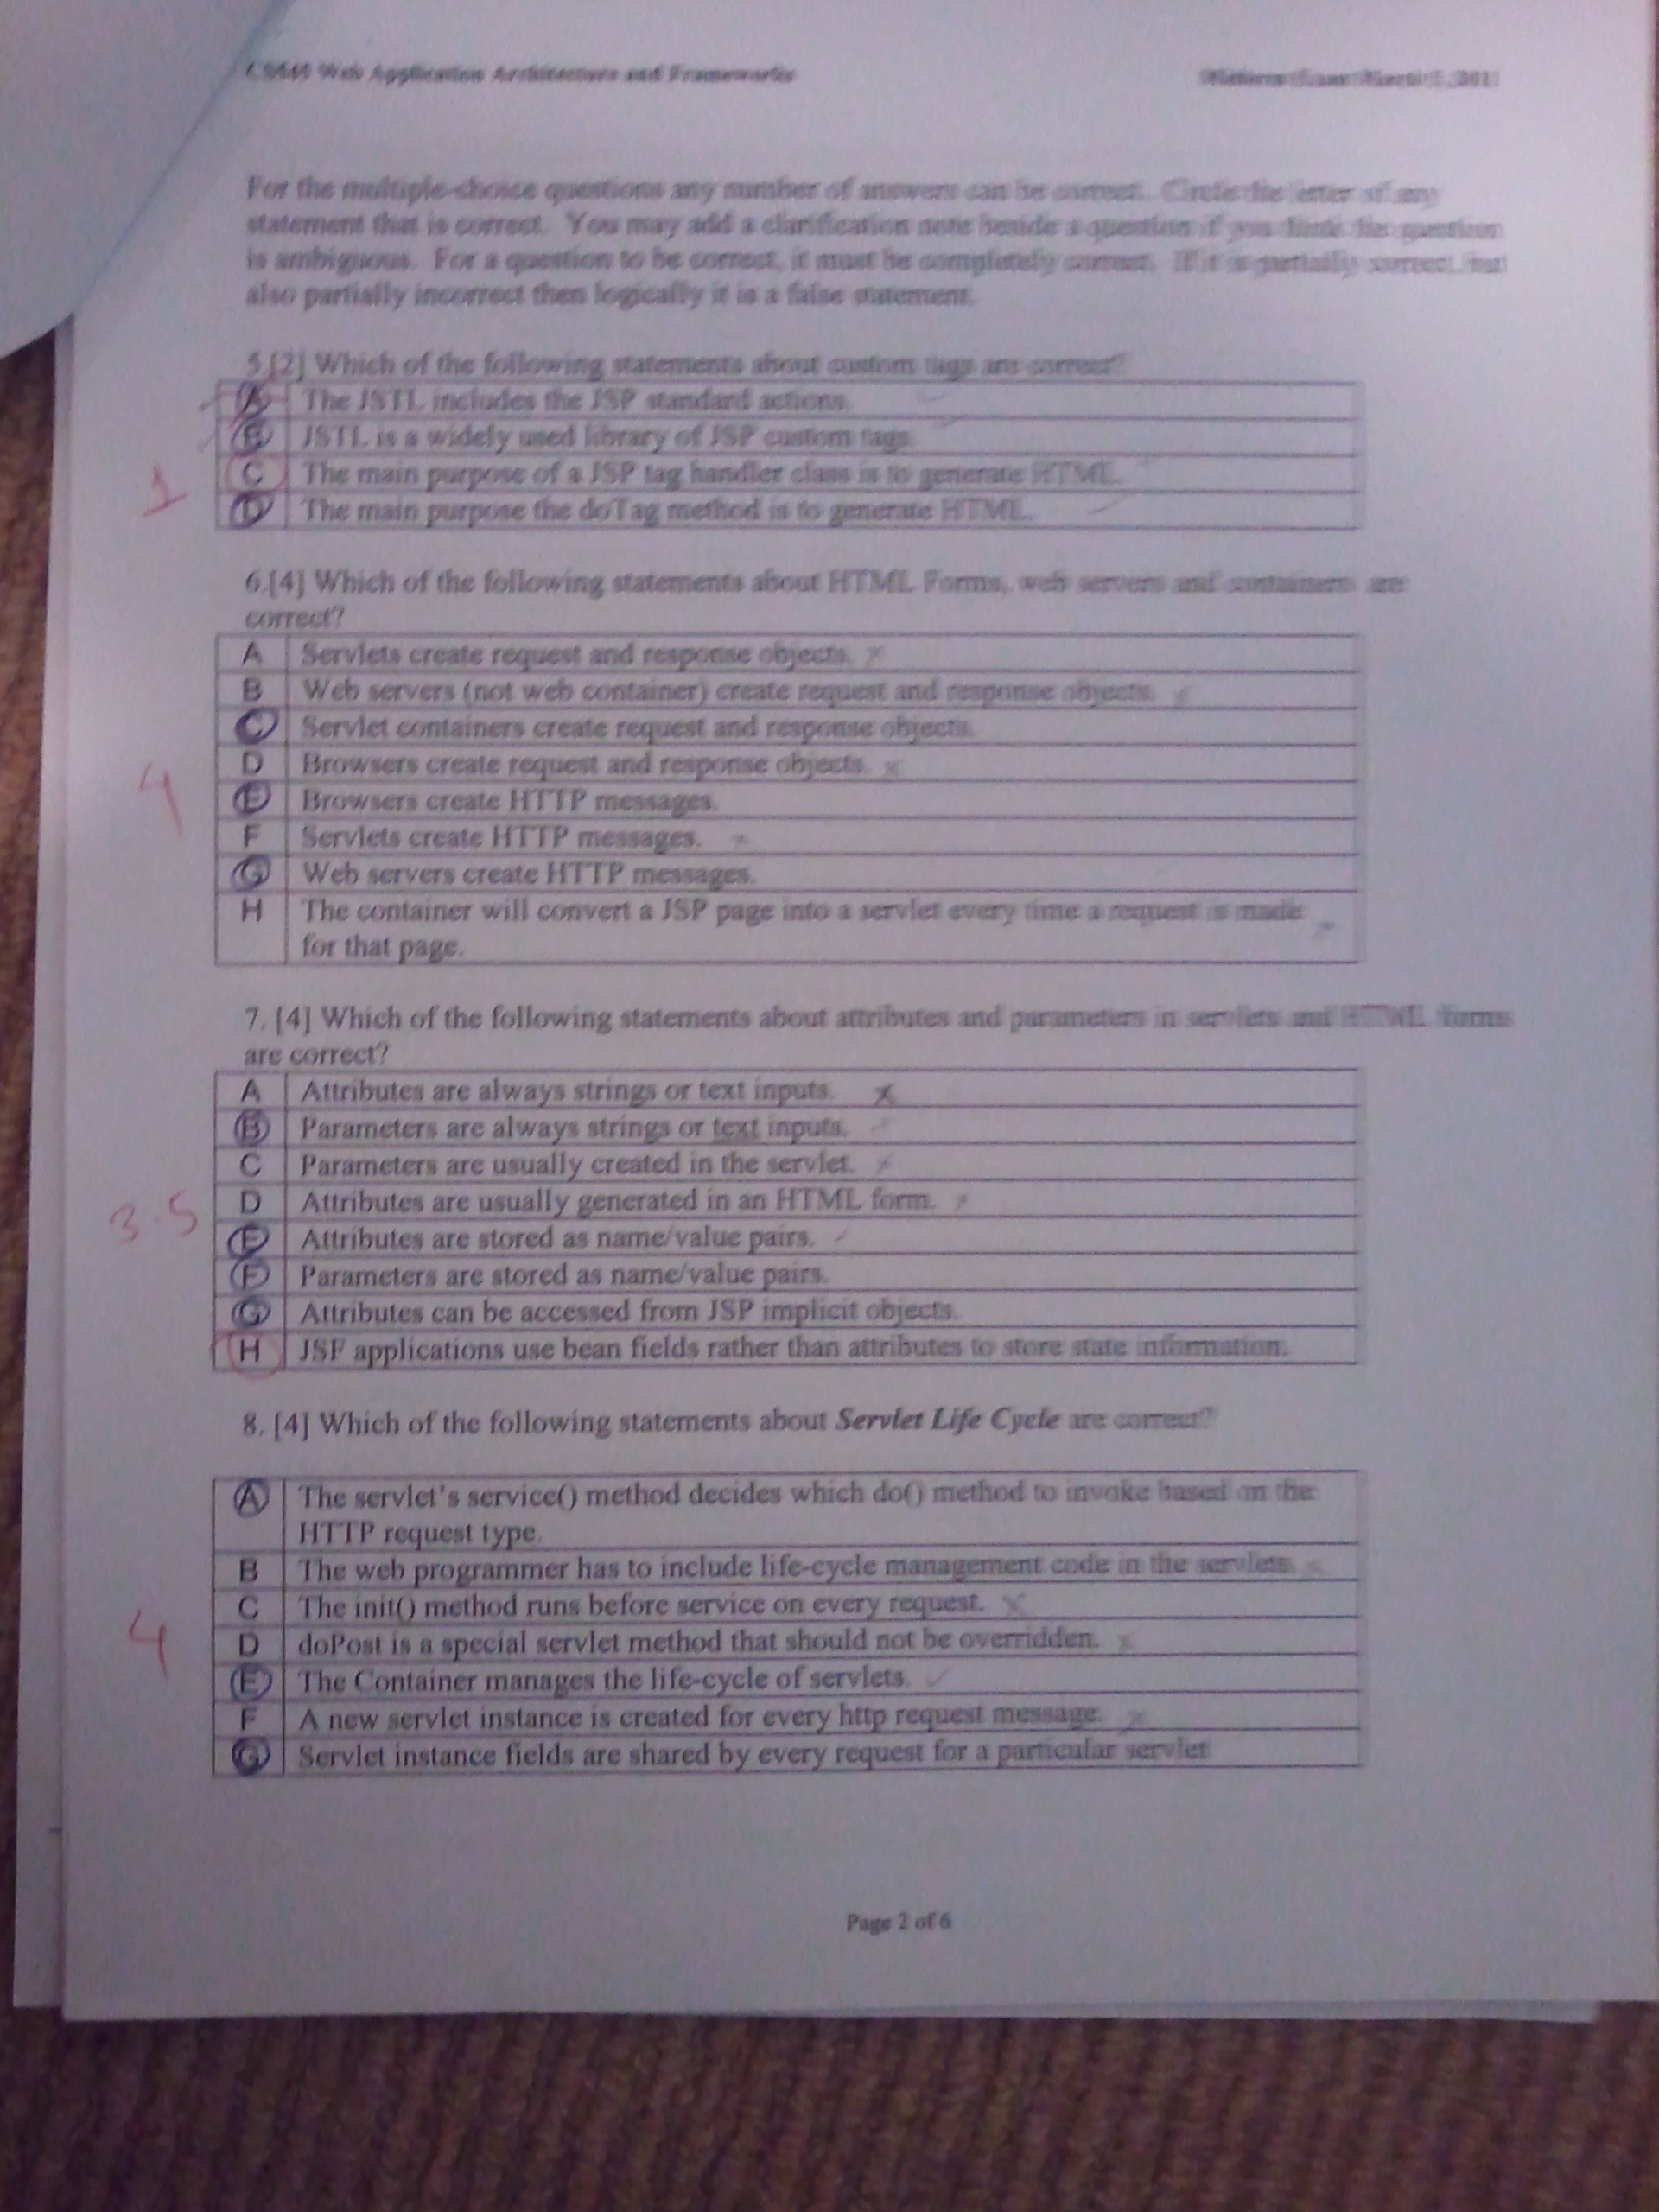 Web Application Architecture and Frameworks
For the multiple-choice questions any number of answers can be correct. Circle the letter of any
statement that is correct. You may add a clarification note beside a question if you think the question
is ambiguous. For a question to be correct, it must be completely correct. If it is partially correct, but
also partially incorrect then logically it is a false statement.
5.[2] Which of the following statements about custom tags are correct?
A The JSTL includes the JSP standard actions.
B JSTL is a widely used library of JSP custom tags.
C The main purpose of a JSP tag handler class is to generate HTML.
1
D The main purpose the doTag method is to generate HTML.
6.[4] Which of the following statements about HTML Forms, web servers and containers are
correct?
A Servlets create request and response objects.
B Web servers (not web container) create request and response objects.
C Servlet containers create request and response objects.
D Browsers create request and response objects.
4
E Browsers create HTTP messages.
F Servlets create HTTP messages.
G Web servers create HTTP messages.
H The container will convert a JSP page into a servlet every time a request is made
for that page.
7. [4] Which of the following statements about attributes and parameters in servlets and HTML forms
are correct?
A Attributes are always strings or text inputs.
B Parameters are always strings or text inputs.
C Parameters are usually created in the servlet.
D Attributes are usually generated in an HTML form.
3.5
E Attributes are stored as name/value pairs.
F Parameters are stored as name/value pairs.
G Attributes can be accessed from JSP implicit objects.
H JSF applications use bean fields rather than attributes to store state information.
8. [4] Which of the following statements about Servlet Life Cycle are correct?
A The servlet's service() method decides which do() method to invoke based on the
HTTP request type.
B The web programmer has to include life-cycle management code in the servlets.
C The init() method runs before service on every request.
4
D doPost is a special servlet method that should not be overridden.
E The Container manages the life-cycle of servlets.
F A new servlet instance is created for every http request message.
G Servlet instance fields are shared by every request for a particular servlet
Page 2 of 6